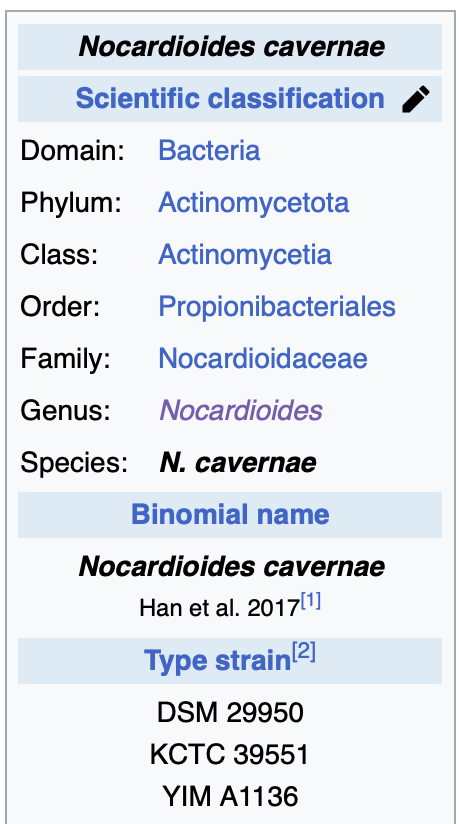 Nocardioides cavernae
Scientific classification
Domain: Bacteria
Phylum: Actinomycetota
Class: Actinomycetia
Order: Propionibacteriales
Family: Nocardioidaceae
Genus: Nocardioides
Species: N. cavernae
Binomial name
Nocardioides cavernae
Han et al. 2017[1]
Type strain[2]
DSM 29950
KCTC 39551
YIM A1136